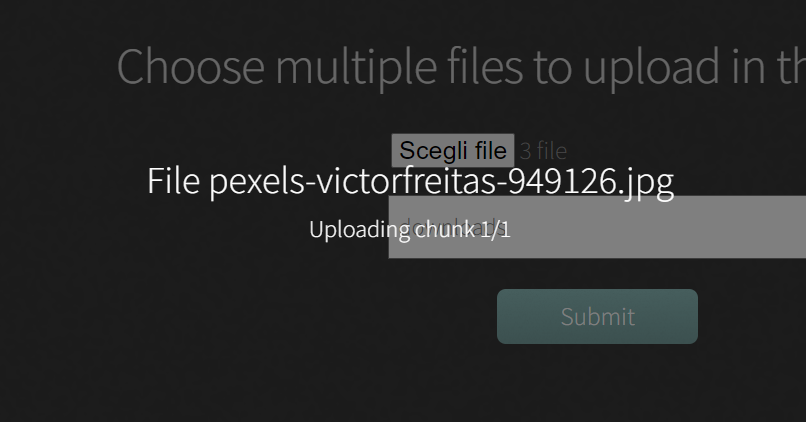 Choose multiple files to upload in th
Scegli file 3 file
File pexels-victorfreitas-949126.jpg
downloads
Uploading chunk 1/1
Submit